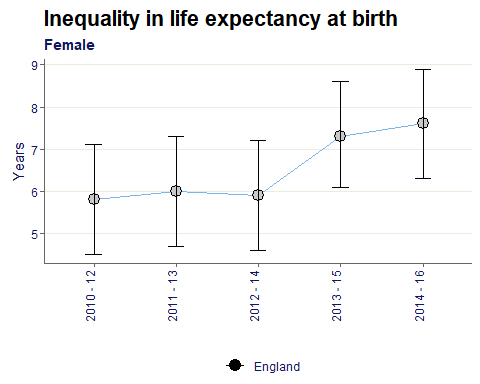 Inequality in life expectancy at birth
Female
Years
9
8
7
6
5
2010 - 12
2011 - 13
2012 - 14
2013 - 15
2014 - 16
England